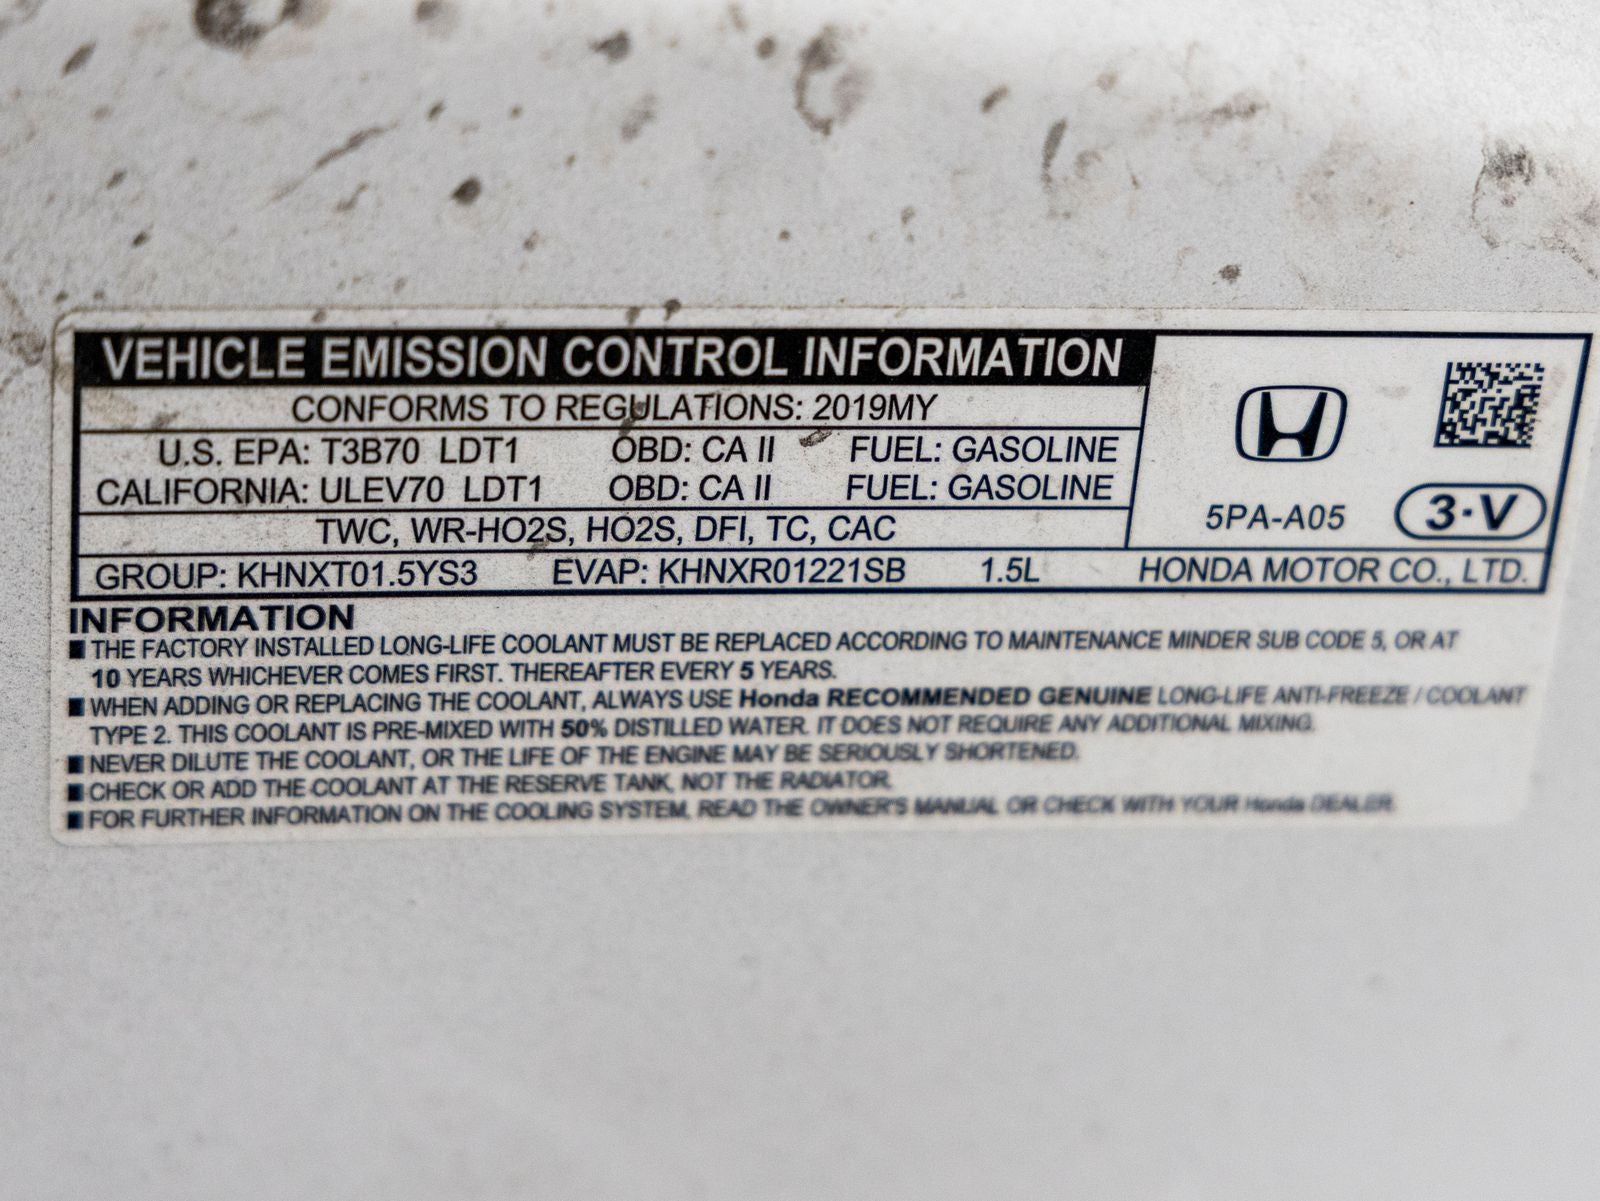 VEHICLE EMISSION CONTROL INFORMATION
CONFORMS TO REGULATIONS: 2019MY
U.S. EPA: T3B70 LDT1 OBD: CA II FUEL: GASOLINE
CALIFORNIA: ULEV70 LDT1 OBD: CA II FUEL: GASOLINE
TWC, WR-HO2S, HO2S, DFI, TC, CAC
5PA-A05 3·V
GROUP: KHNXT01.5YS3 EVAP: KHNXR01221SB 1.5L HONDA MOTOR CO., LTD.
INFORMATION
■ THE FACTORY INSTALLED LONG-LIFE COOLANT MUST BE REPLACED ACCORDING TO MAINTENANCE MINDER SUB CODE 5, OR AT
10 YEARS WHICHEVER COMES FIRST. THEREAFTER EVERY 5 YEARS.
■ WHEN ADDING OR REPLACING THE COOLANT, ALWAYS USE Honda RECOMMENDED GENUINE LONG-LIFE ANTI-FREEZE / COOLANT
TYPE 2. THIS COOLANT IS PRE-MIXED WITH 50% DISTILLED WATER. IT DOES NOT REQUIRE ANY ADDITIONAL MIXING.
■ NEVER DILUTE THE COOLANT, OR THE LIFE OF THE ENGINE MAY BE SERIOUSLY SHORTENED.
■ CHECK OR ADD THE COOLANT AT THE RESERVE TANK, NOT THE RADIATOR.
■ FOR FURTHER INFORMATION ON THE COOLING SYSTEM, READ THE OWNER'S MANUAL OR CHECK WITH YOUR Honda DEALER.